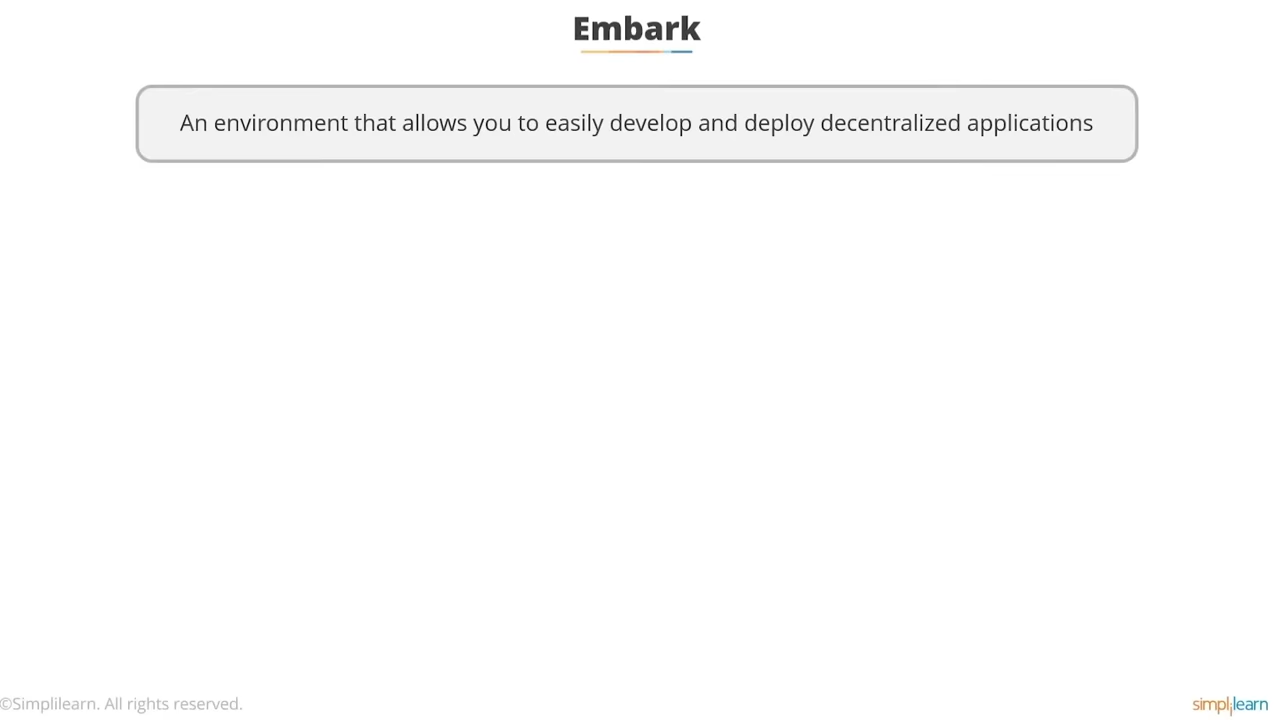 Embark
An environment that allows you to easily develop and deploy decentralized applications
©Simplilearn. All rights reserved.
simplilearn